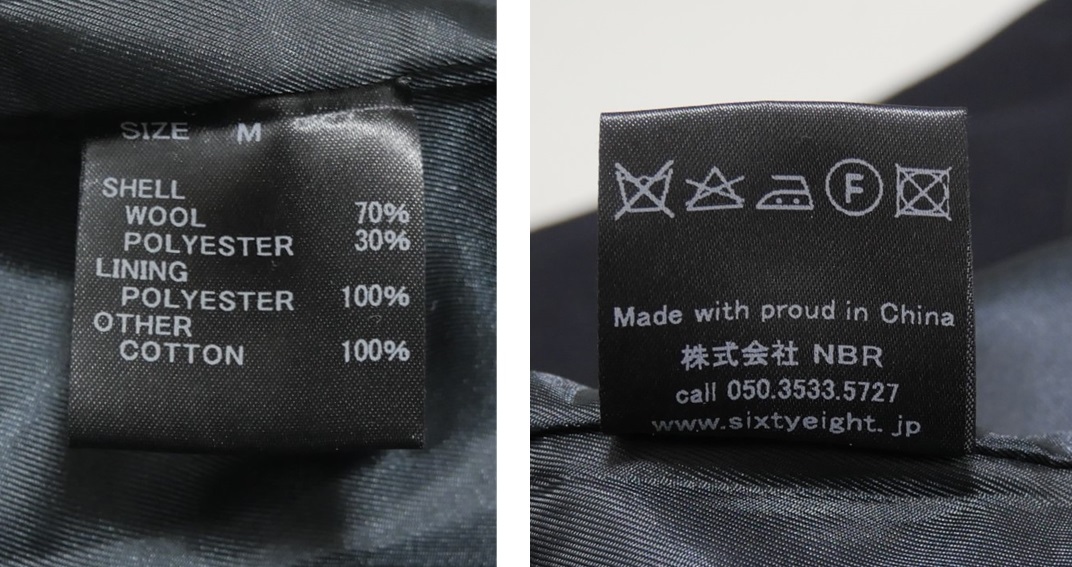 SIZE M
SHELL
WOOL 70%
POLYESTER 30%
LINING
POLYESTER 100%
OTHER
COTTON 100%
F
Made with proud in China
株式会社 NBR
call 050.3533.5727
www.sixtyeight.jp